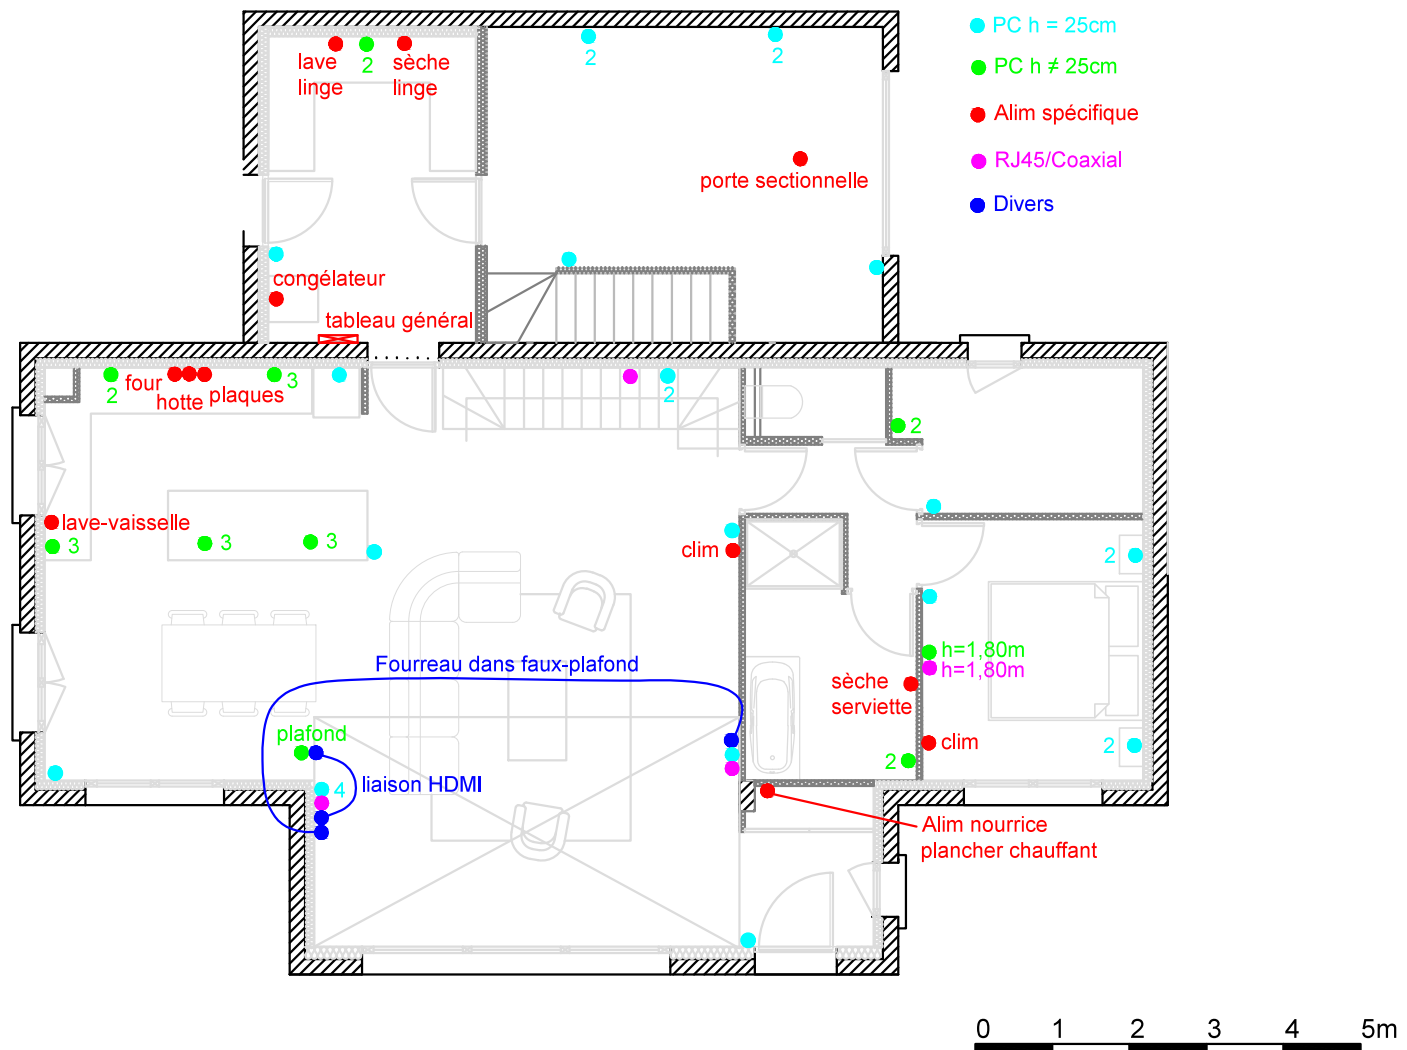 PC h = 25cm
PC h ≠ 25cm
Alim spécifique
RJ45/Coaxial
Divers
lave
linge
2
sèche
linge
2
2
porte sectionnelle
congélateur
tableau général
2
four
hotte
plaques
3
2
2
lave-vaisselle
3
3
3
clim
2
h=1,80m
h=1,80m
Fourreau dans faux-plafond
sèche
serviette
clim
2
2
plafond
4
liaison HDMI
Alim nourrice
plancher chauffant
0 1 2 3 4 5m